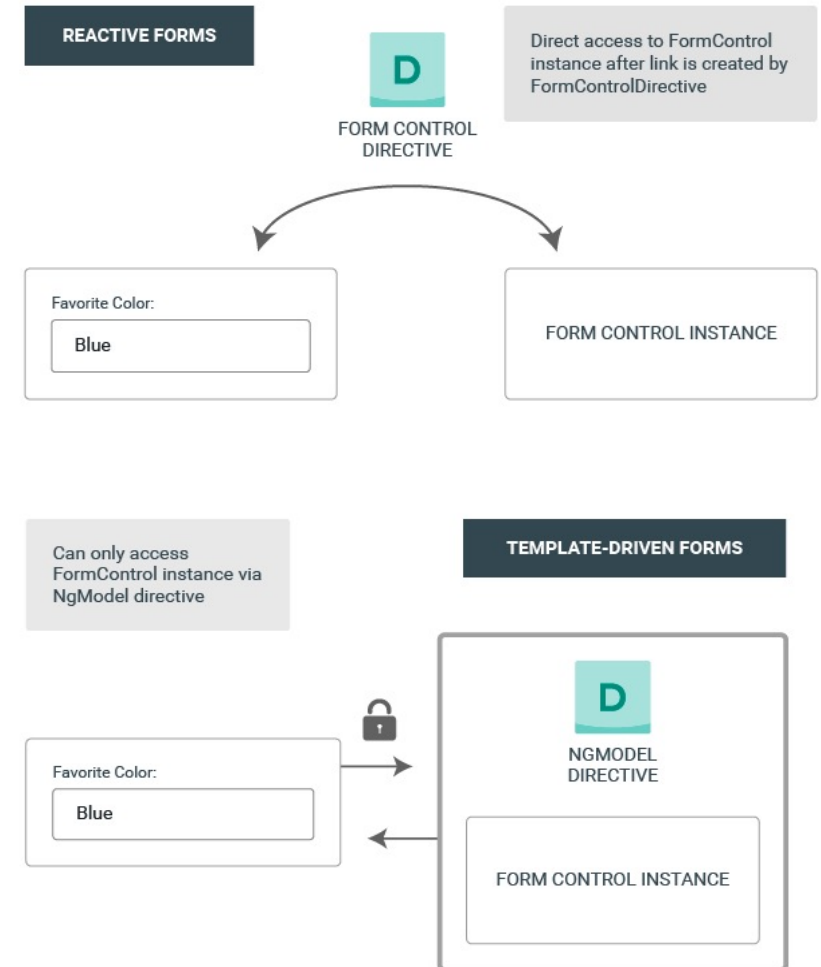 REACTIVE FORMS
D
FORM CONTROL
DIRECTIVE
Direct access to FormControl
instance after link is created by
FormControlDirective
Favorite Color:
Blue
FORM CONTROL INSTANCE
Can only access
FormControl instance via
NgModel directive
TEMPLATE-DRIVEN FORMS
D
NGMODEL
DIRECTIVE
Favorite Color:
Blue
FORM CONTROL INSTANCE